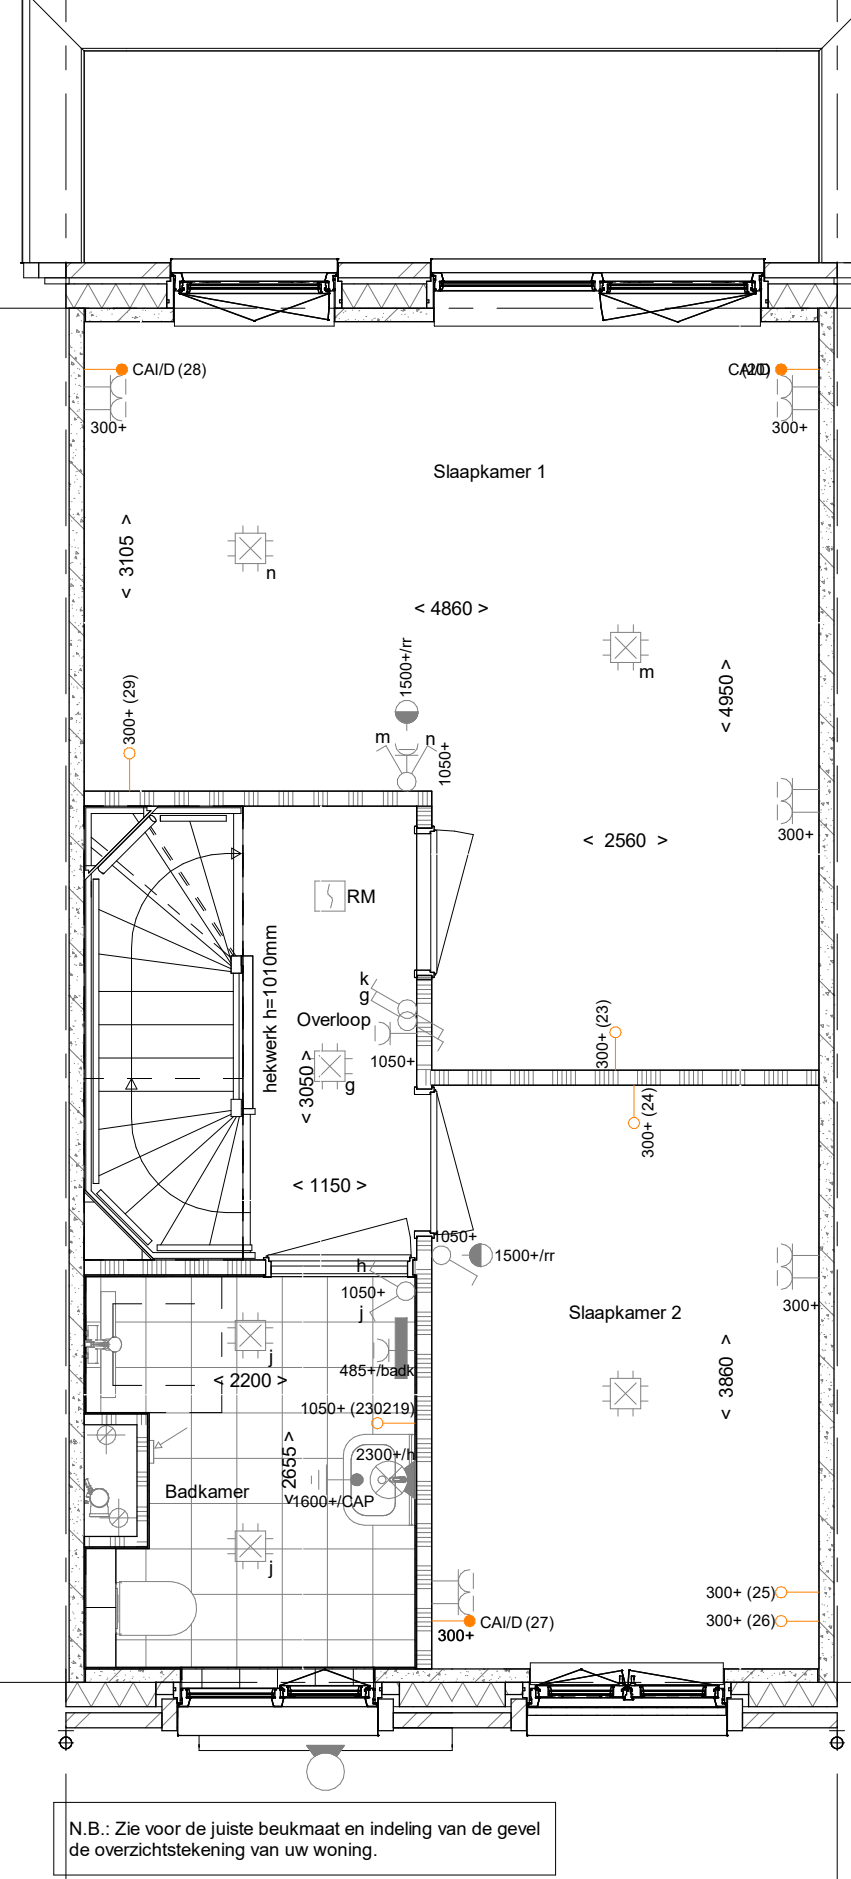 CAI/D (28)
300+
CAI/D
(20)
300+
Slaapkamer 1
< 3105 >
n
< 4860 >
m
< 4950 >
300+ (29)
1500+/rr
m
n
1050+
300+
< 2560 >
RM
hekwerk h=1010mm
k
g
Overloop
1050+
< 3050 >
g
300+ (23)
300+ (24)
< 1150 >
1050+
1500+/rr
h
1050+
j
300+
Slaapkamer 2
j
485+/badk
< 2200 >
< 3860 >
1050+ (230219)
2300+/h
< 2655 >
Badkamer
1600+/CAP
j
300+ (25)
300+ (26)
CAI/D (27)
300+
N.B.: Zie voor de juiste beukmaat en indeling van de gevel
de overzichtstekening van uw woning.